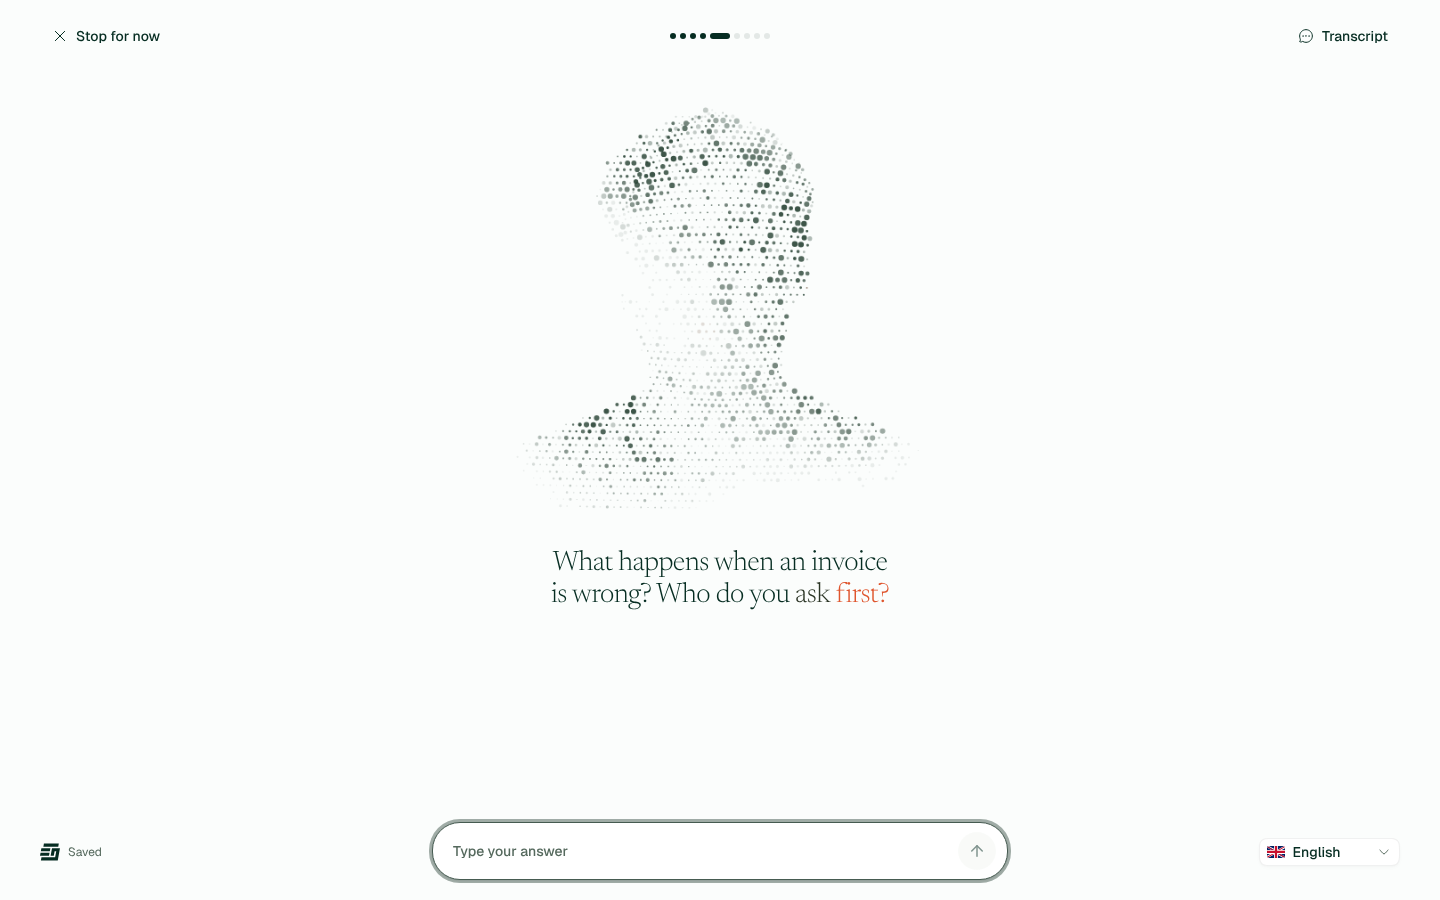 Stop for now
Transcript
What happens when an invoice
is wrong? Who do you ask first?
Saved
Type your answer
English